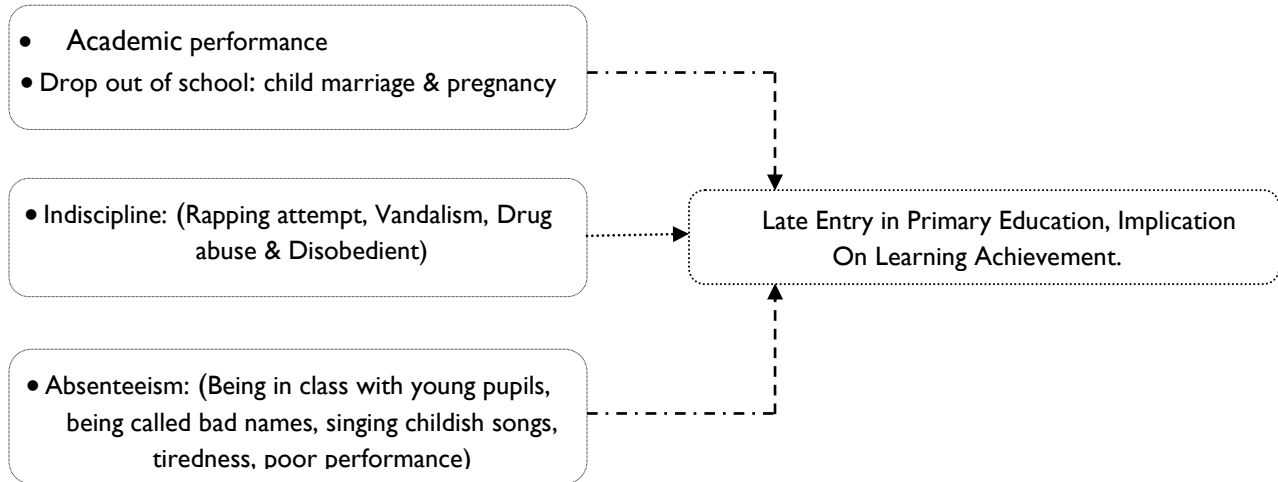 • Academic performance
• Drop out of school: child marriage & pregnancy
• Indiscipline: (Rapping attempt, Vandalism, Drug
abuse & Disobedient)
Late Entry in Primary Education, Implication
On Learning Achievement.
• Absenteeism: (Being in class with young pupils,
being called bad names, singing childish songs,
tiredness, poor performance)